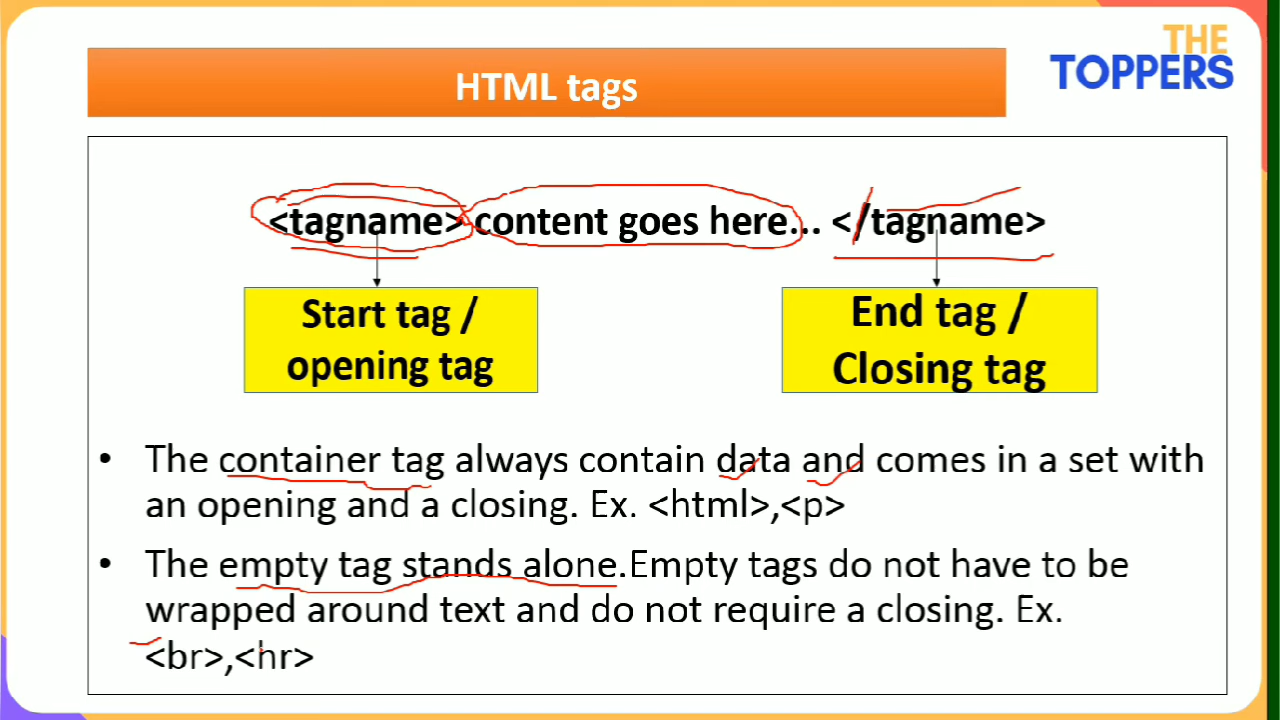 THE
TOPPERS
HTML tags
<tagname> content goes here... </tagname>
Start tag /
opening tag
End tag /
Closing tag
• The container tag always contain data and comes in a set with
an opening and a closing. Ex. <html>,<p>
• The empty tag stands alone.Empty tags do not have to be
wrapped around text and do not require a closing. Ex.
<br>,<hr>